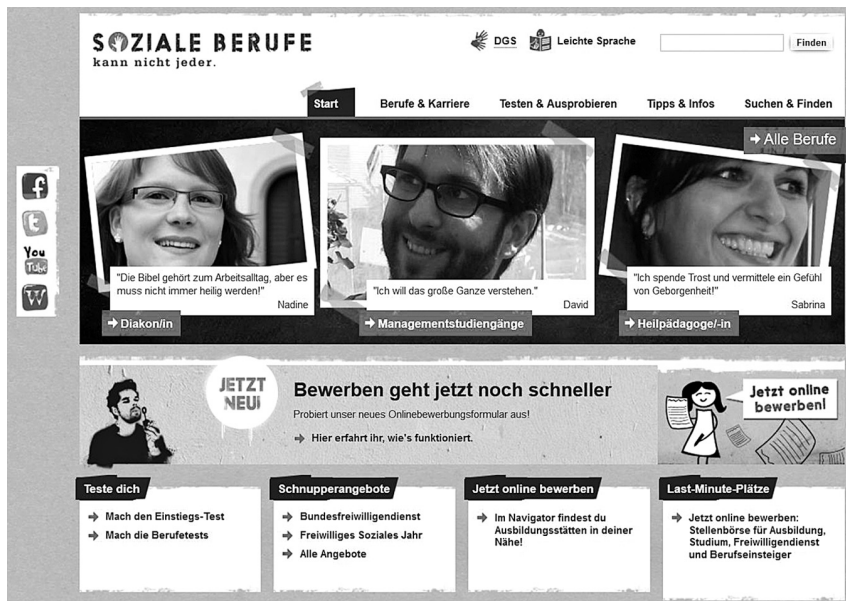 SOZIALE BERUFE
kann nicht jeder.
DGS
Leichte Sprache
Finden
Start
Berufe & Karriere
Testen & Ausprobieren
Tipps & Infos
Suchen & Finden
Alle Berufe
f
t
You
Tube
W
"Die Bibel gehört zum Arbeitsalltag, aber es
muss nicht immer heilig werden!"
Nadine
Diakon/in
"Ich will das große Ganze verstehen."
David
Managementstudiengänge
"Ich spende Trost und vermittele ein Gefühl
von Geborgenheit!"
Sabrina
Heilpädagoge/-in
JETZT
NEU!
Bewerben geht jetzt noch schneller
Probiert unser neues Onlinebewerbungsformular aus!
Hier erfahrt ihr, wie's funktioniert.
Jetzt online
bewerben!
Teste dich
Mach den Einstiegs-Test
Mach die Berufetests
Schnupperangebote
Bundesfreiwilligendienst
Freiwilliges Soziales Jahr
Alle Angebote
Jetzt online bewerben
Im Navigator findest du
Ausbildungsstätten in deiner
Nähe!
Last-Minute-Plätze
Jetzt online bewerben:
Stellenbörse für Ausbildung,
Studium, Freiwilligendienst
und Berufseinsteiger